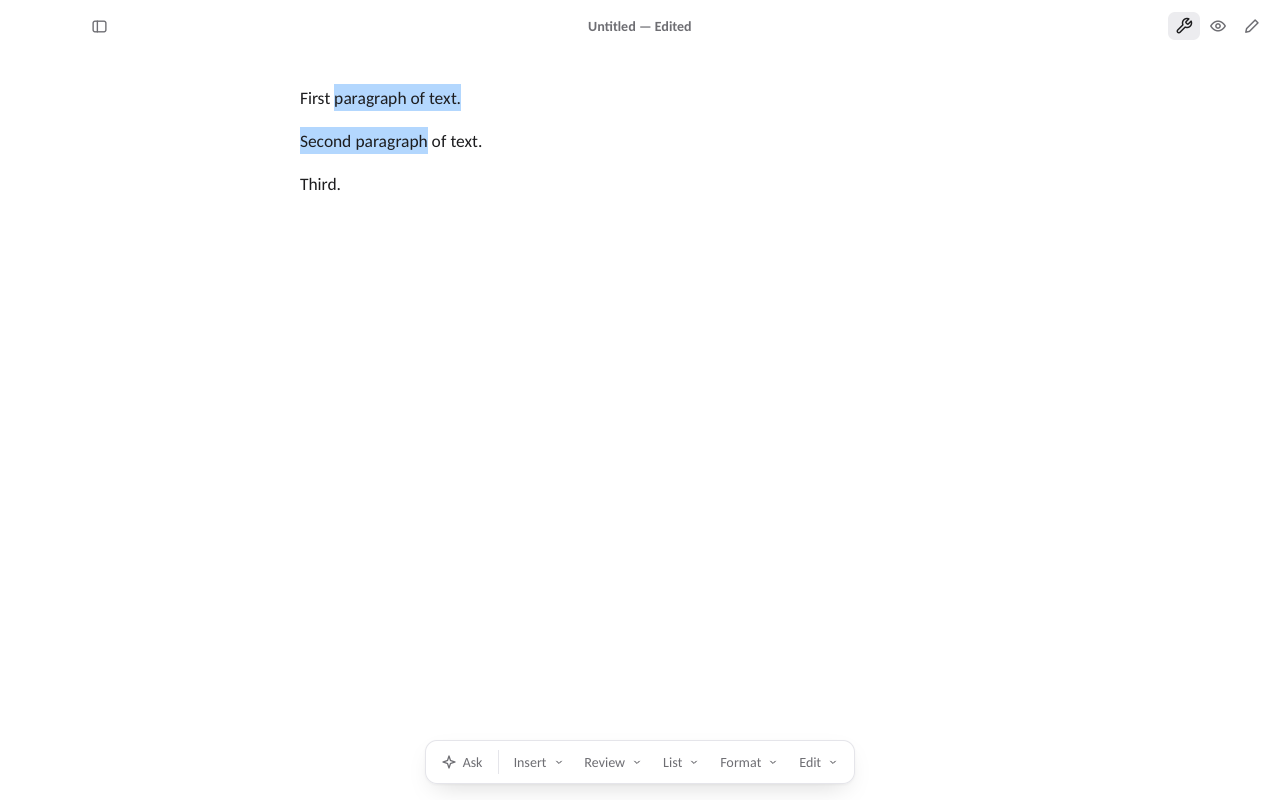 Untitled — Edited
First paragraph of text.
Second paragraph of text.
Third.
Ask Insert Review List Format Edit